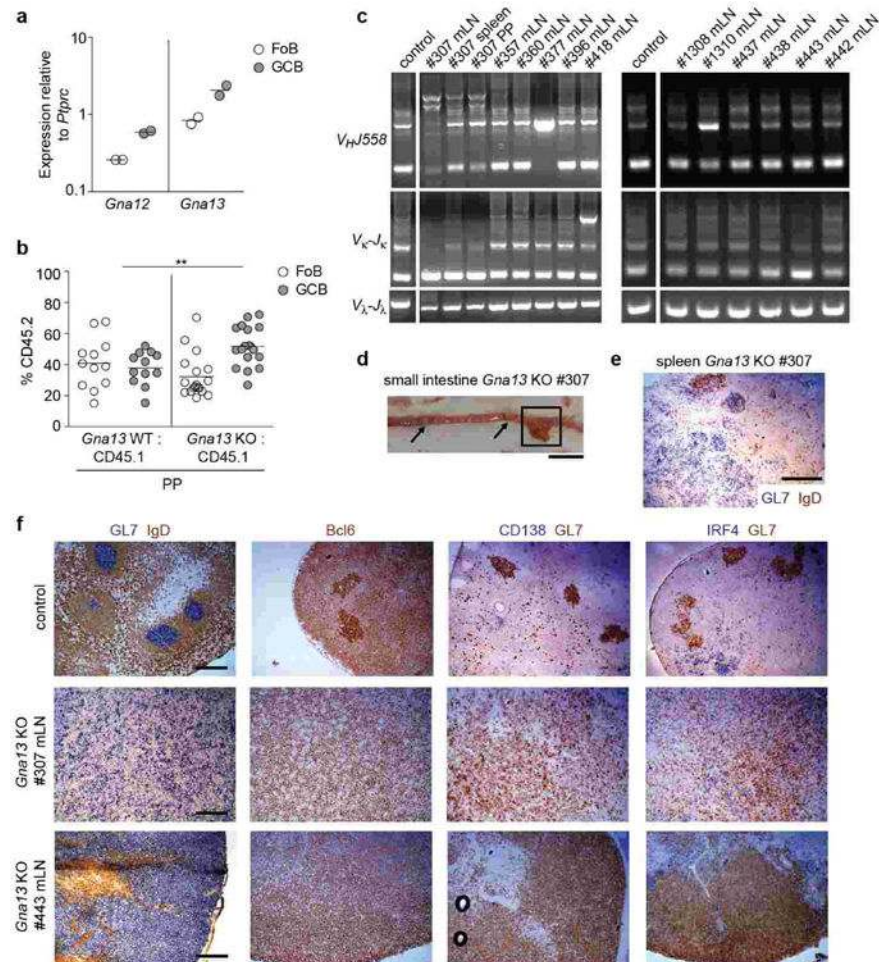 a
Expression relative
to Ptprc
10
1
0.1
Gna12
Gna13
FoB
GCB
b
% CD45.2
100
80
60
40
20
0
**
FoB
GCB
Gna13 WT :
CD45.1
Gna13 KO :
CD45.1
PP
c
control
#307 mLN
#307 spleen
#307 PP
#357 mLN
#360 mLN
#377 mLN
#396 mLN
#418 mLN
control
#1308 mLN
#1310 mLN
#437 mLN
#438 mLN
#443 mLN
#442 mLN
VHJ558
Vκ-Jκ
Vλ-Jλ
d
small intestine Gna13 KO #307
e
spleen Gna13 KO #307
GL7 IgD
f
GL7 IgD
Bcl6
CD138 GL7
IRF4 GL7
control
Gna13 KO
#307 mLN
Gna13 KO
#443 mLN